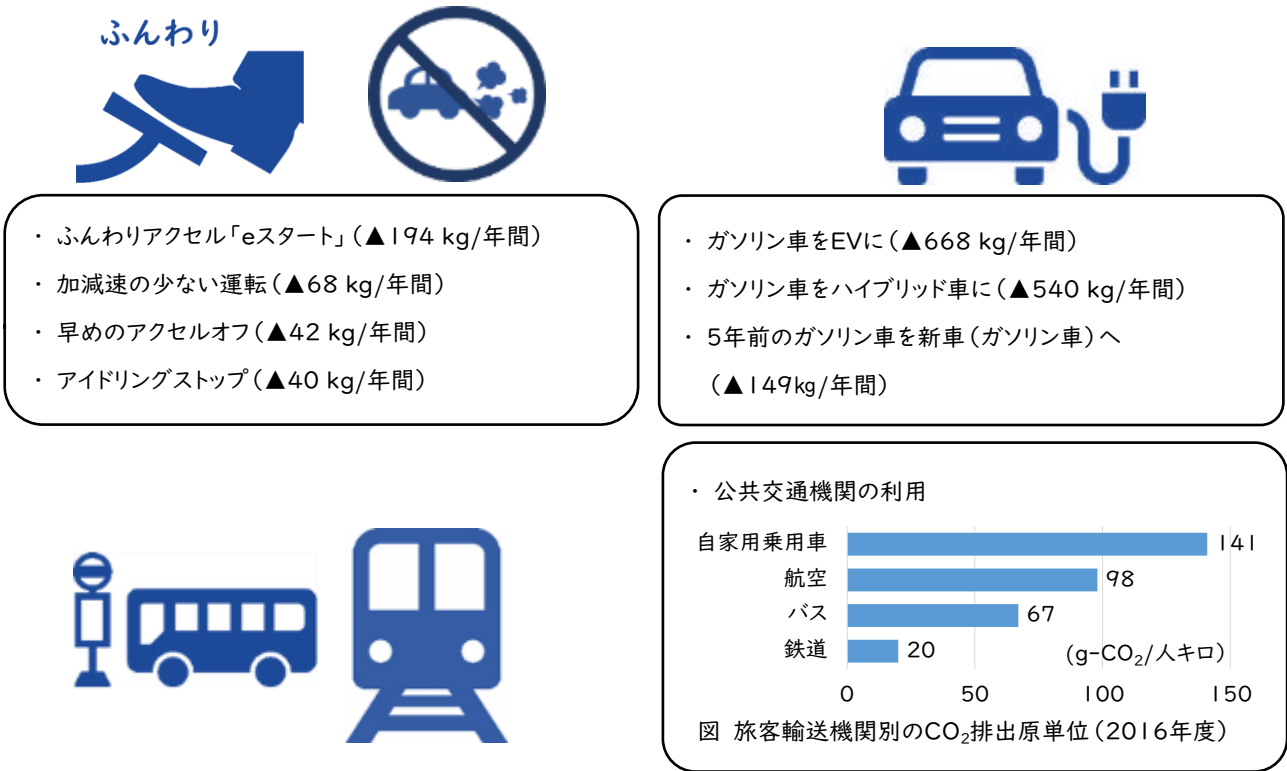 ふんわり
・ ふんわりアクセル「eスタート」(▲194 kg/年間)
・ 加減速の少ない運転(▲68 kg/年間)
・ 早めのアクセルオフ(▲42 kg/年間)
・ アイドリングストップ(▲40 kg/年間)
・ ガソリン車をEVに(▲668 kg/年間)
・ ガソリン車をハイブリッド車に(▲540 kg/年間)
・ 5年前のガソリン車を新車(ガソリン車)へ
(▲149kg/年間)
・ 公共交通機関の利用
自家用乗用車 141
航空 98
バス 67
鉄道 20 (g-CO₂/人キロ)
0 50 100 150
図 旅客輸送機関別のCO₂排出原単位(2016年度)